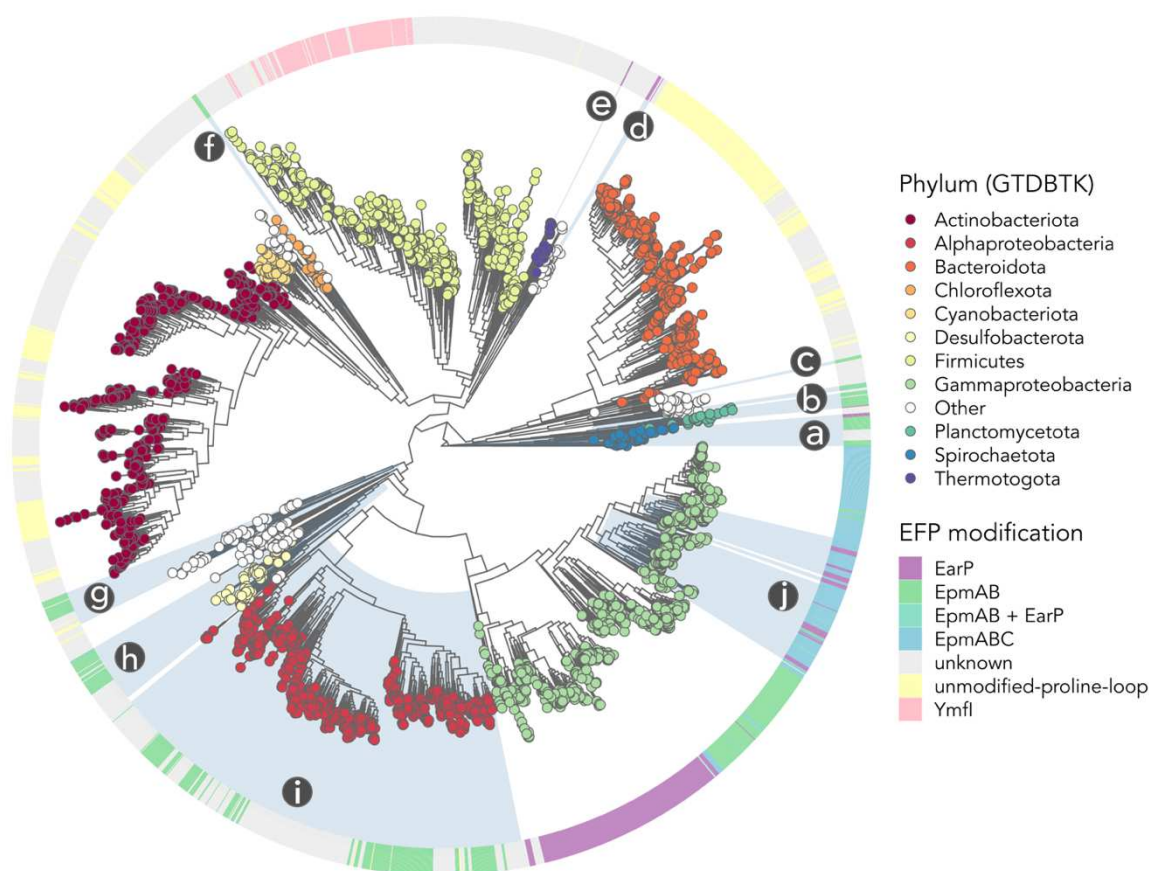 e
d
f
c
b
a
g
j
h
i
Phylum (GTDBTK)
Actinobacteriota
Alphaproteobacteria
Bacteroidota
Chloroflexota
Cyanobacteriota
Desulfobacterota
Firmicutes
Gammaproteobacteria
Other
Planctomycetota
Spirochaetota
Thermotogota
EFP modification
EarP
EpmAB
EpmAB + EarP
EpmABC
unknown
unmodified-proline-loop
YmfI